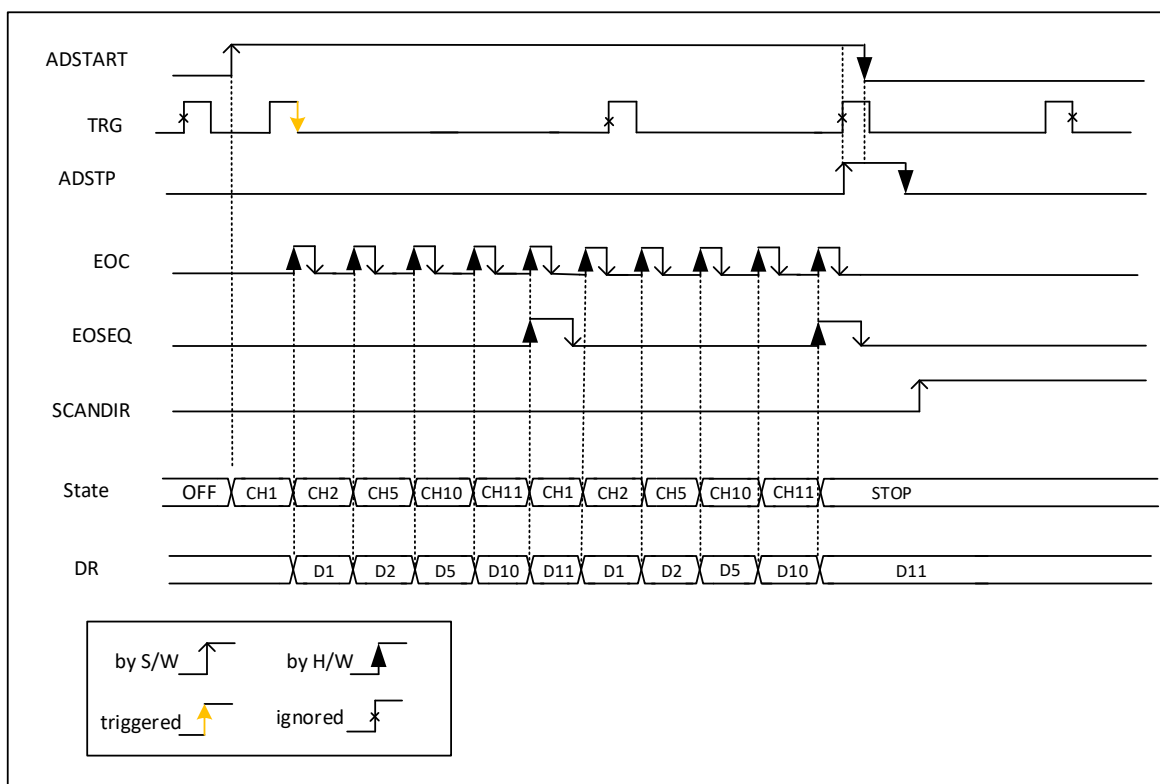 ADSTART
TRG
ADSTP
EOC
EOSEQ
SCANDIR
State OFF CH1 CH2 CH5 CH10 CH11 CH1 CH2 CH5 CH10 CH11 STOP
DR D1 D2 D5 D10 D11 D1 D2 D5 D10 D11
by S/W by H/W
triggered ignored